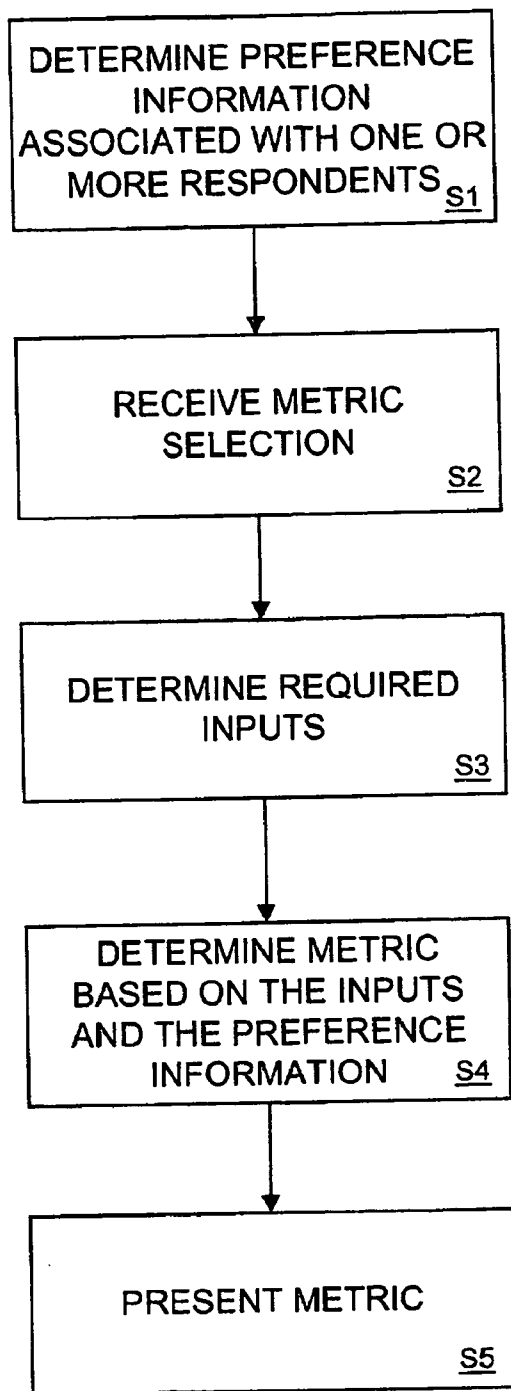 DETERMINE PREFERENCE
INFORMATION
ASSOCIATED WITH ONE OR
MORE RESPONDENTS
S1
RECEIVE METRIC
SELECTION
S2
DETERMINE REQUIRED
INPUTS
S3
DETERMINE METRIC
BASED ON THE INPUTS
AND THE PREFERENCE
INFORMATION
S4
PRESENT METRIC
S5